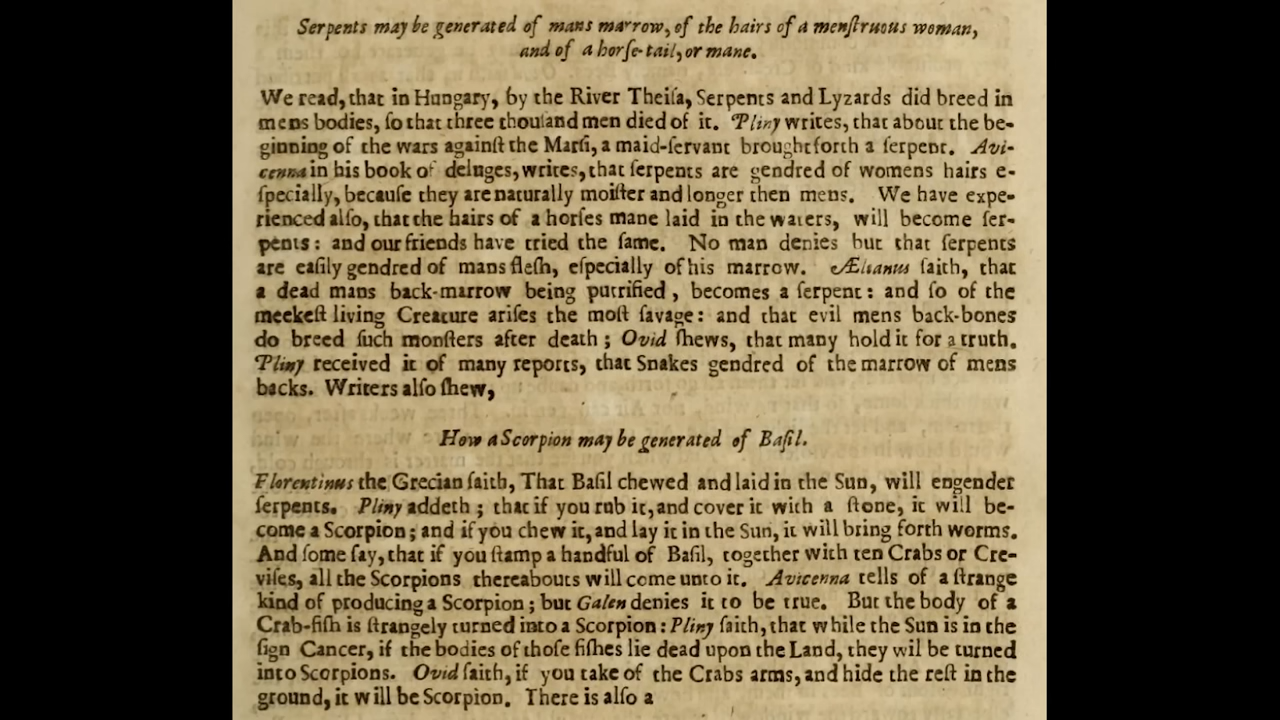 Serpents may be generated of mans marrow, of the hairs of a menſtruous woman,
and of a horſe-tail, or mane.
We read, that in Hungary, by the River Theiſa, Serpents and Lyzards did breed in
mens bodies, ſo that three thouſand men died of it. Pliny writes, that about the be-
ginning of the wars againſt the Marſi, a maid-ſervant brought forth a ſerpent. Avi-
cenna in his book of deluges, writes, that ſerpents are gendred of womens hairs e-
ſpecially, becauſe they are naturally moiſter and longer then mens. We have expe-
rienced alſo, that the hairs of a horſes mane laid in the waters, will become ſer-
pents: and our friends have tried the ſame. No man denies but that ſerpents
are eaſily gendred of mans fleſh, eſpecially of his marrow. Ælianus ſaith, that
a dead mans back-marrow being putrified, becomes a ſerpent: and ſo of the
meekeſt living Creature ariſes the moſt ſavage: and that evil mens back-bones
do breed ſuch monſters after death; Ovid ſhews, that many hold it for a truth.
Pliny received it of many reports, that Snakes gendred of the marrow of mens
backs. Writers alſo ſhew,
How a Scorpion may be generated of Baſil.
Florentinus the Grecian ſaith, That Baſil chewed and laid in the Sun, will engender
ſerpents. Pliny addeth; that if you rub it, and cover it with a ſtone, it will be-
come a Scorpion; and if you chew it, and lay it in the Sun, it will bring forth worms.
And ſome ſay, that if you ſtamp a handful of Baſil, together with ten Crabs or Cre-
viſes, all the Scorpions thereabouts will come unto it. Avicenna tells of a ſtrange
kind of producing a Scorpion; but Galen denies it to be true. But the body of a
Crab-fiſh is ſtrangely turned into a Scorpion: Pliny ſaith, that while the Sun is in the
ſign Cancer, if the bodies of thoſe fiſhes lie dead upon the Land, they wil be turned
into Scorpions. Ovid ſaith, if you take of the Crabs arms, and hide the reſt in the
ground, it will be Scorpion. There is alſo a